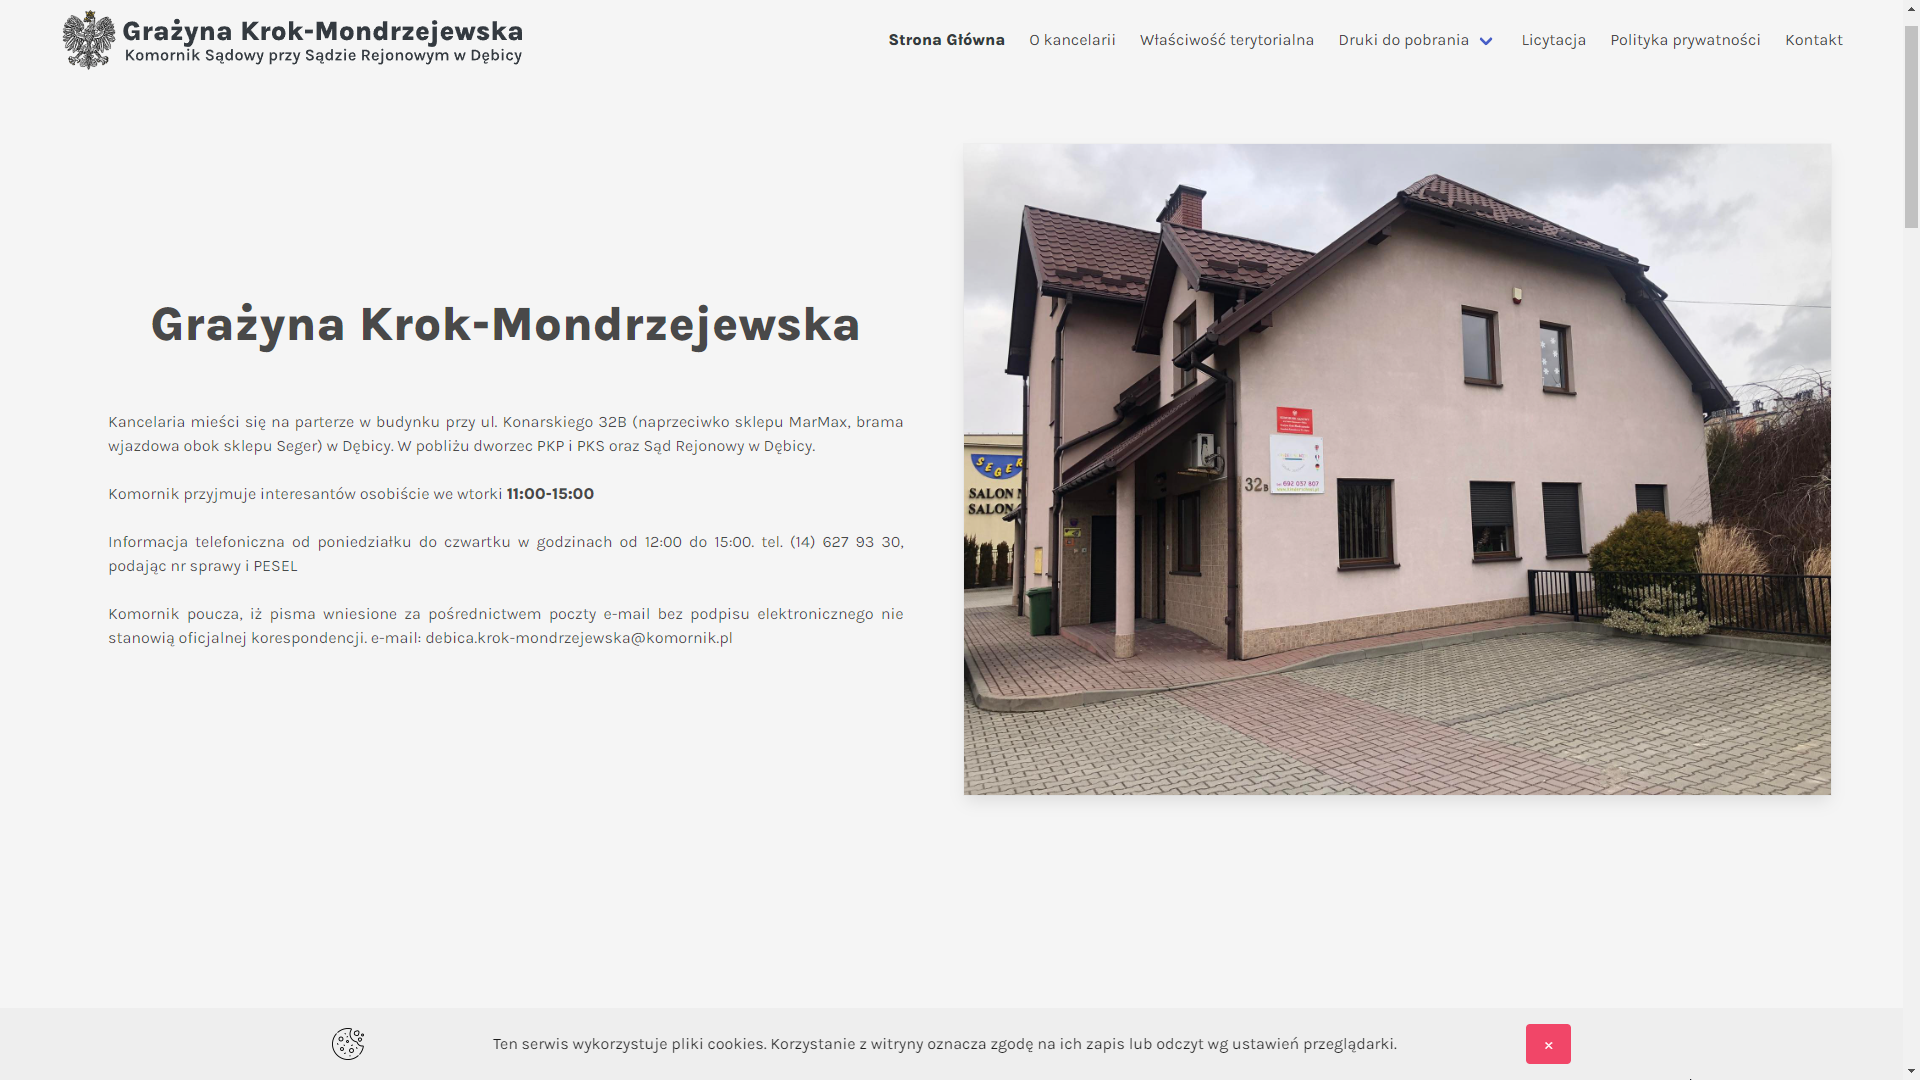 Grażyna Krok-Mondrzejewska
Komornik Sądowy przy Sądzie Rejonowym w Dębicy
Strona Główna O kancelarii Właściwość terytorialna Druki do pobrania Licytacja Polityka prywatności Kontakt
Grażyna Krok-Mondrzejewska
Kancelaria mieści się na parterze w budynku przy ul. Konarskiego 32B (naprzeciwko sklepu MarMax, brama
wjazdowa obok sklepu Seger) w Dębicy. W pobliżu dworzec PKP i PKS oraz Sąd Rejonowy w Dębicy.
Komornik przyjmuje interesantów osobiście we wtorki 11:00-15:00
Informacja telefoniczna od poniedziałku do czwartku w godzinach od 12:00 do 15:00. tel. (14) 627 93 30,
podając nr sprawy i PESEL
Komornik poucza, iż pisma wniesione za pośrednictwem poczty e-mail bez podpisu elektronicznego nie
stanowią oficjalnej korespondencji. e-mail: debica.krok-mondrzejewska@komornik.pl
SEGER
SALON
SALON
32B
692 037 807
Ten serwis wykorzystuje pliki cookies. Korzystanie z witryny oznacza zgodę na ich zapis lub odczyt wg ustawień przeglądarki.
×